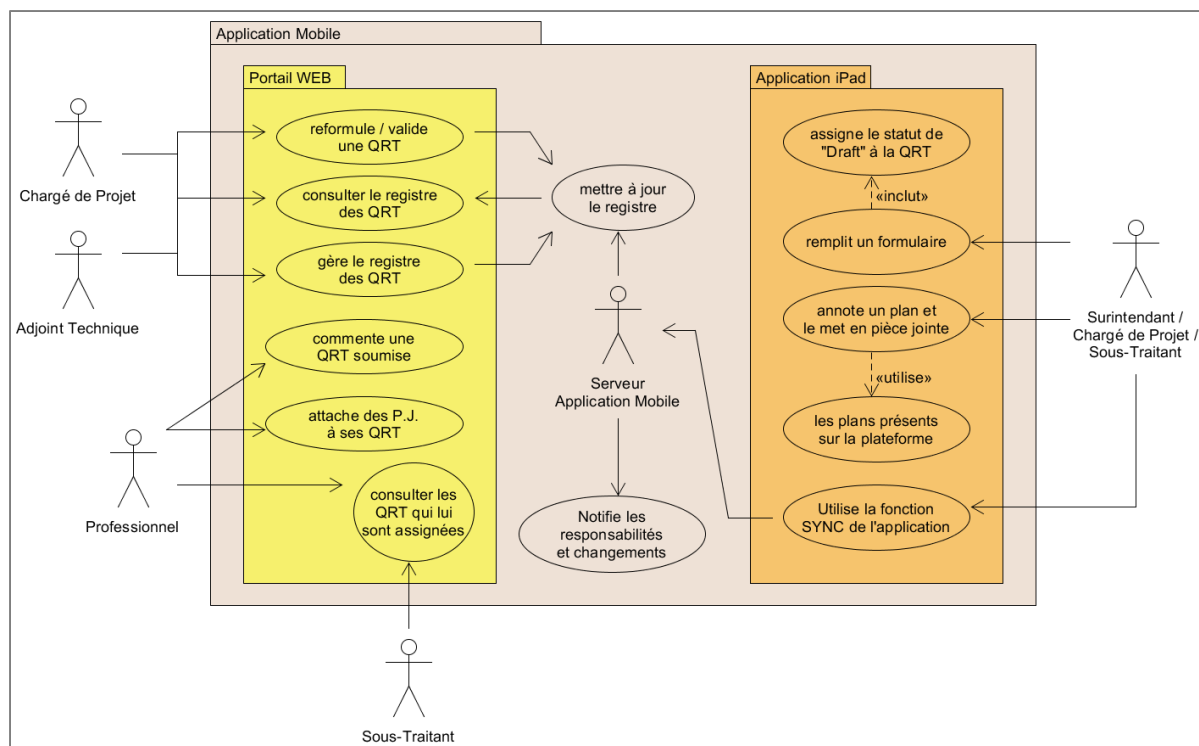 Application Mobile
Portail WEB
reformule / valide
une QRT
consulter le registre
des QRT
gère le registre
des QRT
commente une
QRT soumise
attache des P.J.
à ses QRT
consulter les
QRT qui lui
sont assignées
Chargé de Projet
Adjoint Technique
Professionnel
Sous-Traitant
mettre à jour
le registre
Serveur
Application Mobile
Notifie les
responsabilités
et changements
Application iPad
assigne le statut de
"Draft" à la QRT
«inclut»
remplit un formulaire
annote un plan et
le met en pièce jointe
«utilise»
les plans présents
sur la plateforme
Utilise la fonction
SYNC de l'application
Surintendant /
Chargé de Projet /
Sous-Traitant